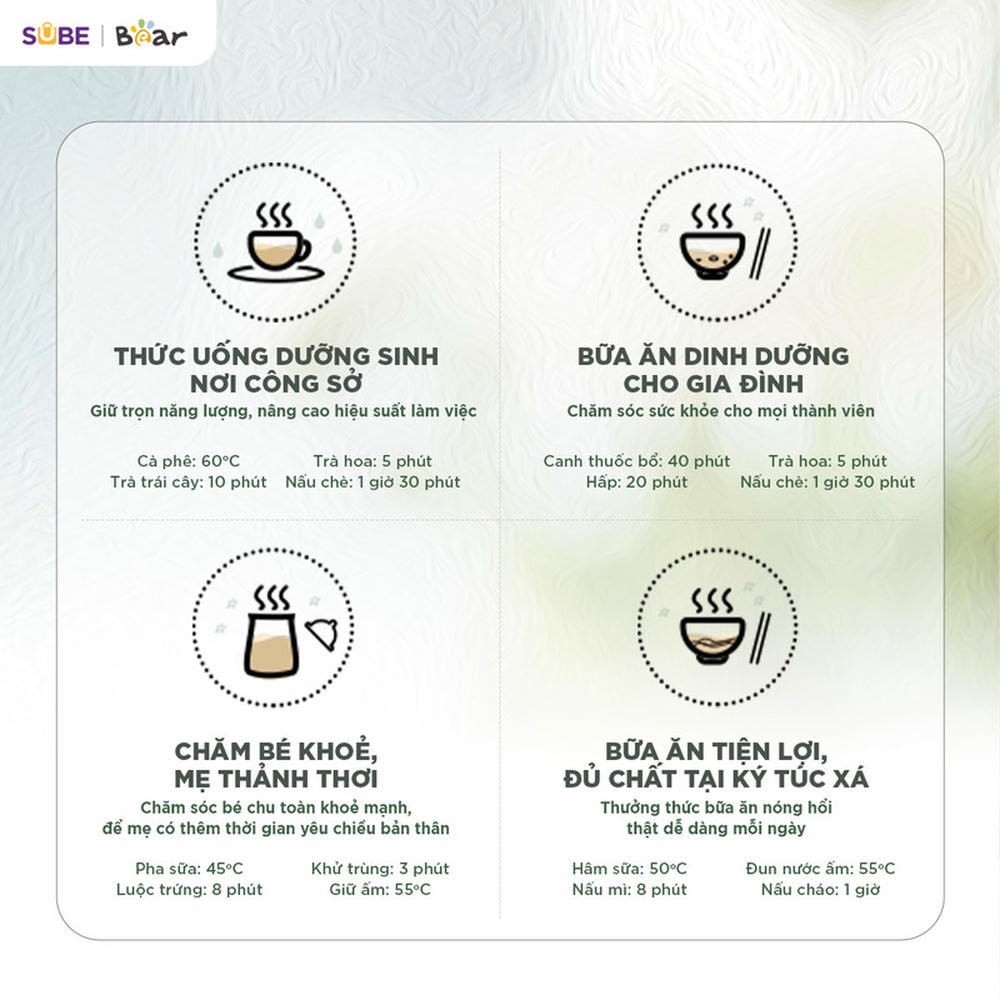 SUBE | Bear
THỨC UỐNG DƯỠNG SINH
NƠI CÔNG SỞ
Giữ trọn năng lượng, nâng cao hiệu suất làm việc
Cà phê: 60°C
Trà hoa: 5 phút
Trà trái cây: 10 phút
Nấu chè: 1 giờ 30 phút
BỮA ĂN DINH DƯỠNG
CHO GIA ĐÌNH
Chăm sóc sức khỏe cho mọi thành viên
Canh thuốc bổ: 40 phút
Trà hoa: 5 phút
Hấp: 20 phút
Nấu chè: 1 giờ 30 phút
CHĂM BÉ KHOẺ,
MẸ THẢNH THƠI
Chăm sóc bé chu toàn khoẻ mạnh,
để mẹ có thêm thời gian yêu chiều bản thân
Pha sữa: 45°C
Khử trùng: 3 phút
Luộc trứng: 8 phút
Giữ ấm: 55°C
BỮA ĂN TIỆN LỢI,
ĐỦ CHẤT TẠI KÝ TÚC XÁ
Thưởng thức bữa ăn nóng hổi
thật dễ dàng mỗi ngày
Hâm sữa: 50°C
Đun nước ấm: 55°C
Nấu mì: 8 phút
Nấu cháo: 1 giờ